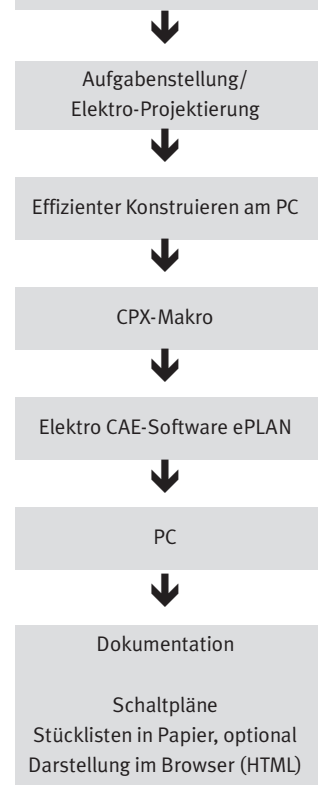 Aufgabenstellung/
Elektro-Projektierung
Effizienter Konstruieren am PC
CPX-Makro
Elektro CAE-Software ePLAN
PC
Dokumentation
Schaltpläne
Stücklisten in Papier, optional
Darstellung im Browser (HTML)